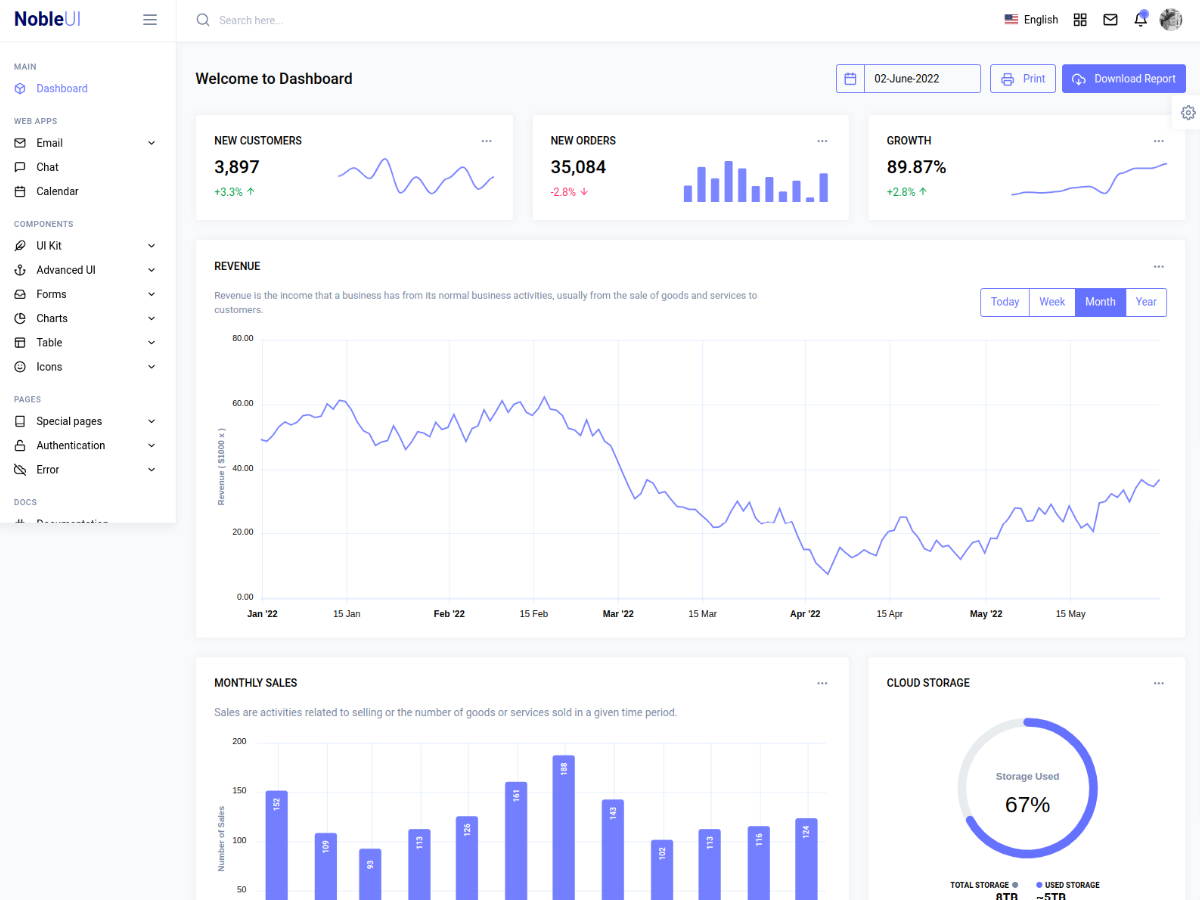 NobleUI
Search here...
English
MAIN
Dashboard
WEB APPS
Email
Chat
Calendar
COMPONENTS
UI Kit
Advanced UI
Forms
Charts
Table
Icons
PAGES
Special pages
Authentication
Error
DOCS
Documentation
Welcome to Dashboard
02-June-2022
Print
Download Report
NEW CUSTOMERS
3,897
+3.3%
NEW ORDERS
35,084
-2.8%
GROWTH
89.87%
+2.8%
REVENUE
Revenue is the income that a business has from its normal business activities, usually from the sale of goods and services to
customers.
Today Week Month Year
Revenue ( $1000 x )
80.00
60.00
40.00
20.00
0.00
Jan '22 15 Jan Feb '22 15 Feb Mar '22 15 Mar Apr '22 15 Apr May '22 15 May
MONTHLY SALES
Sales are activities related to selling or the number of goods or services sold in a given time period.
Number of Sales
200
150
100
50
152 109 93 113 126 161 188 143 102 113 116 124
CLOUD STORAGE
Storage Used
67%
TOTAL STORAGE USED STORAGE
8TB ~5TB